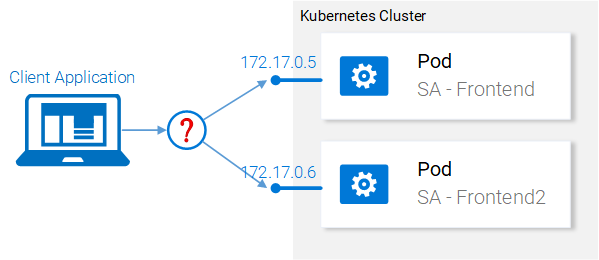 Kubernetes Cluster
Client Application
?
172.17.0.5
Pod
SA - Frontend
172.17.0.6
Pod
SA - Frontend2